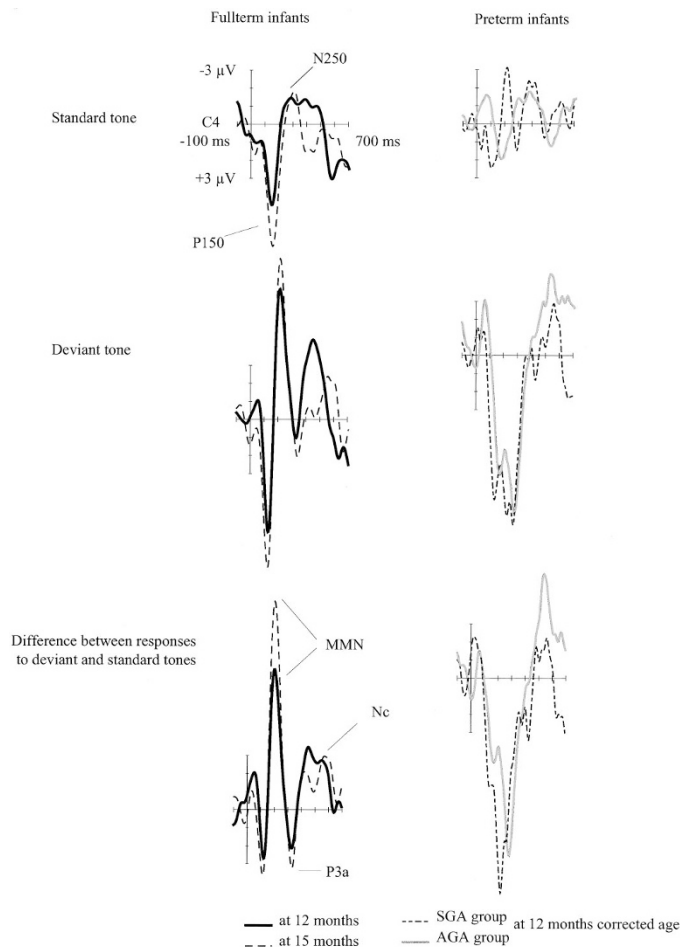 Fullterm infants
Preterm infants
N250
-3 µV
Standard tone
C4
-100 ms
700 ms
+3 µV
P150
Deviant tone
Difference between responses
to deviant and standard tones
MMN
Nc
P3a
at 12 months
at 15 months
SGA group
AGA group
at 12 months corrected age